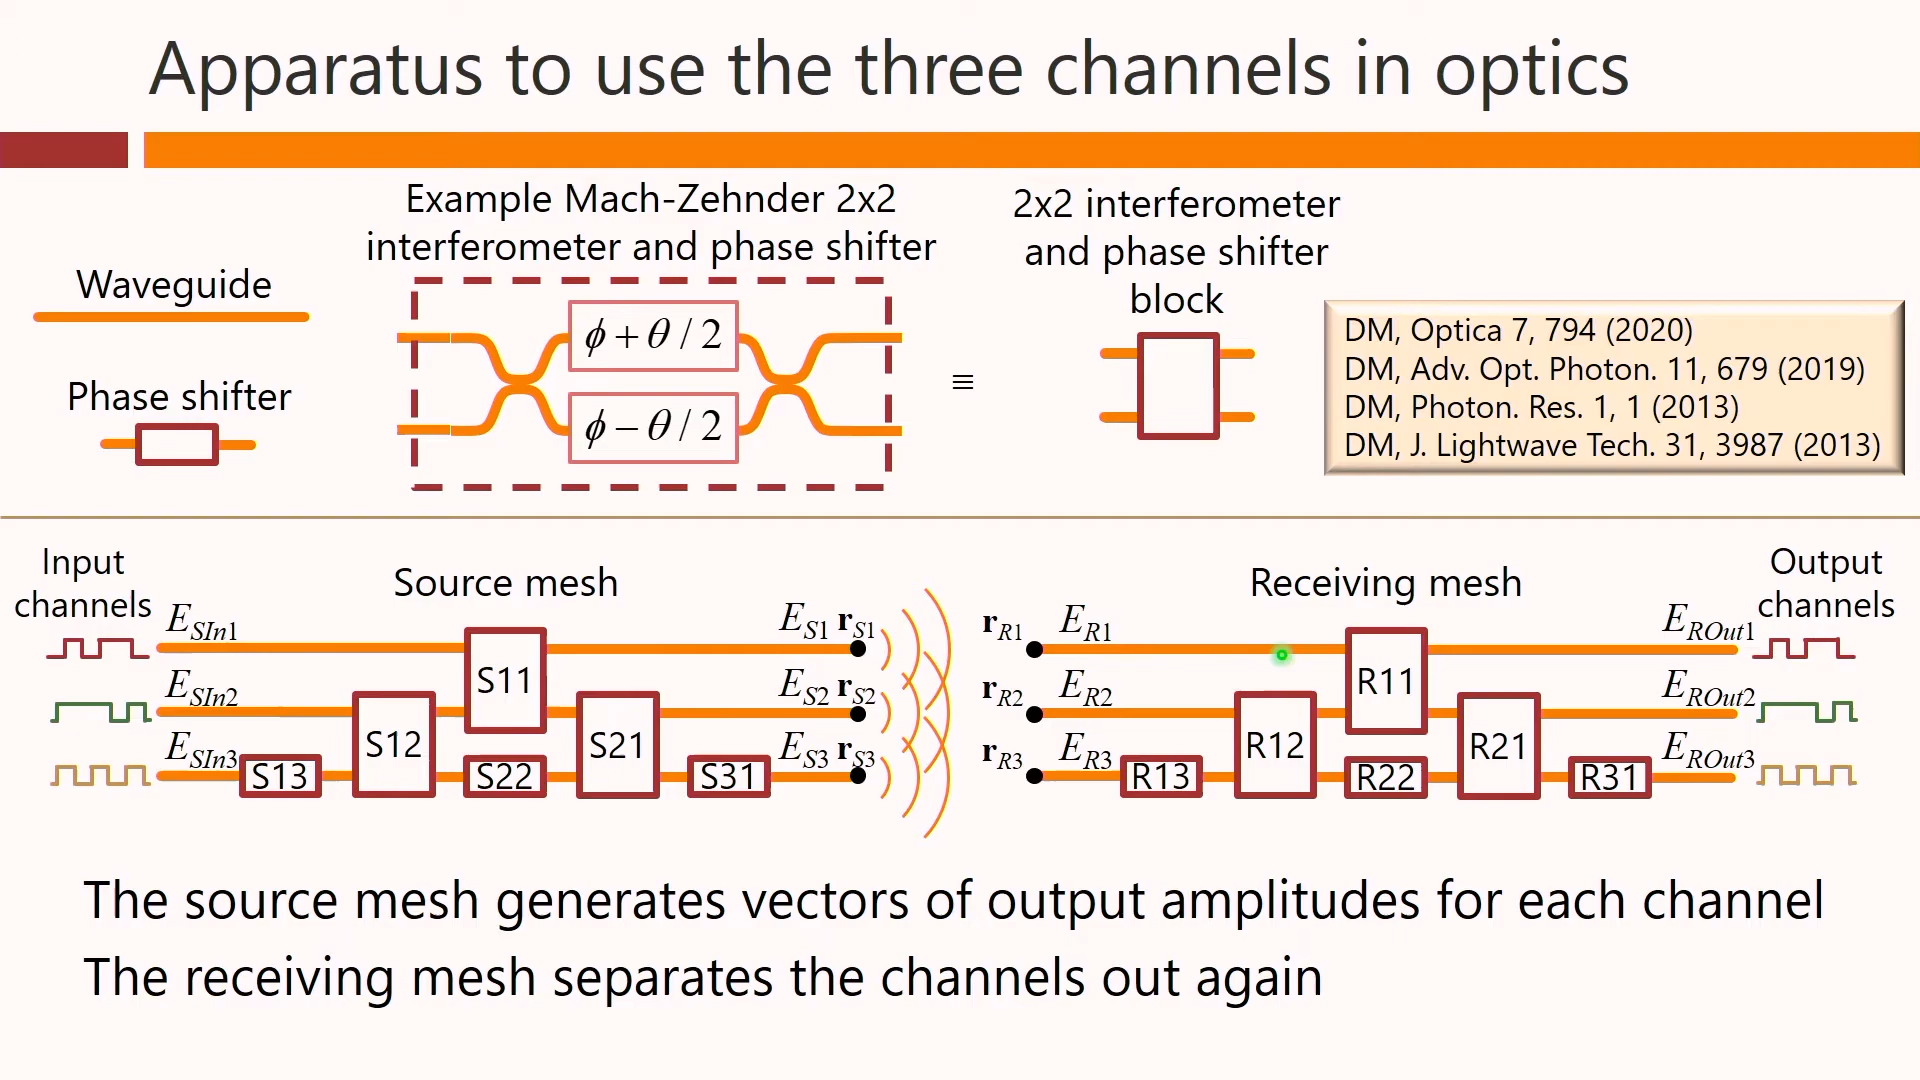 Apparatus to use the three channels in optics
Example Mach-Zehnder 2x2
interferometer and phase shifter
2x2 interferometer
and phase shifter
block
Waveguide
Phase shifter
ϕ + θ / 2
ϕ − θ / 2
≡
DM, Optica 7, 794 (2020)
DM, Adv. Opt. Photon. 11, 679 (2019)
DM, Photon. Res. 1, 1 (2013)
DM, J. Lightwave Tech. 31, 3987 (2013)
Input
channels
Source mesh
E_SIn1
E_SIn2
E_SIn3
S11
S12
S13
S21
S22
S31
E_S1 r_S1
E_S2 r_S2
E_S3 r_S3
Receiving mesh
r_R1 E_R1
r_R2 E_R2
r_R3 E_R3
R11
R12
R13
R21
R22
R31
E_ROut1
E_ROut2
E_ROut3
Output
channels
The source mesh generates vectors of output amplitudes for each channel
The receiving mesh separates the channels out again